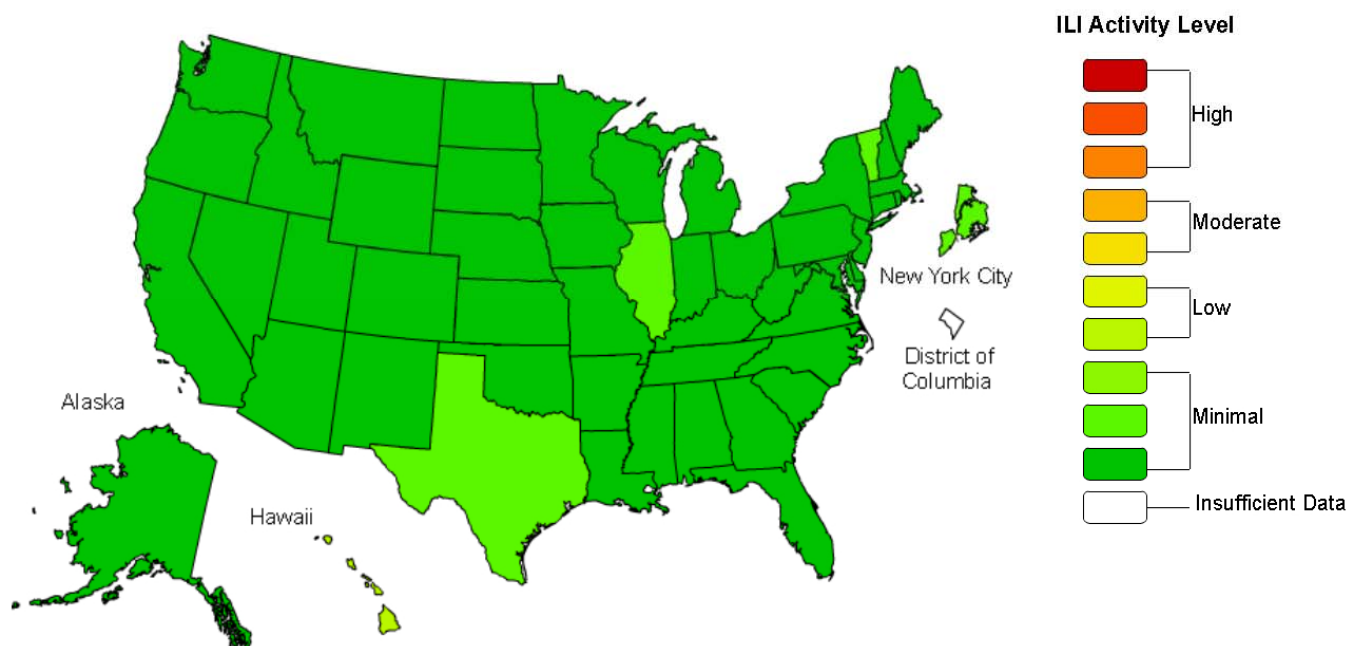 ILI Activity Level
High
Moderate
Low
Minimal
Insufficient Data
New York City
District of
Columbia
Alaska
Hawaii